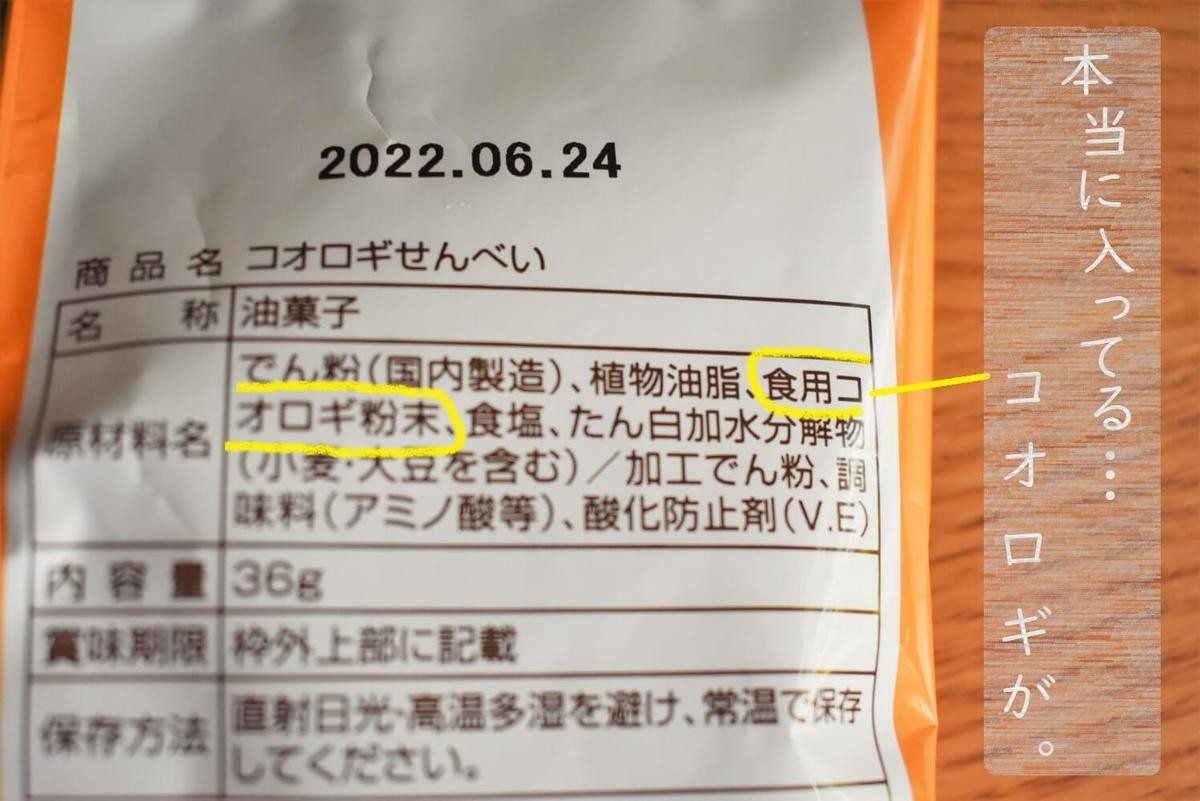 2022.06.24
商品名 コオロギせんべい
名称 油菓子
原材料名 でん粉（国内製造）、植物油脂、食用コ
オロギ粉末、食塩、たん白加水分解物
（小麦・大豆を含む）／加工でん粉、調
味料（アミノ酸等）、酸化防止剤（V.E）
内容量 36g
賞味期限 枠外上部に記載
保存方法 直射日光・高温多湿を避け、常温で保存
してください。
本当に入ってる…
コオロギが。